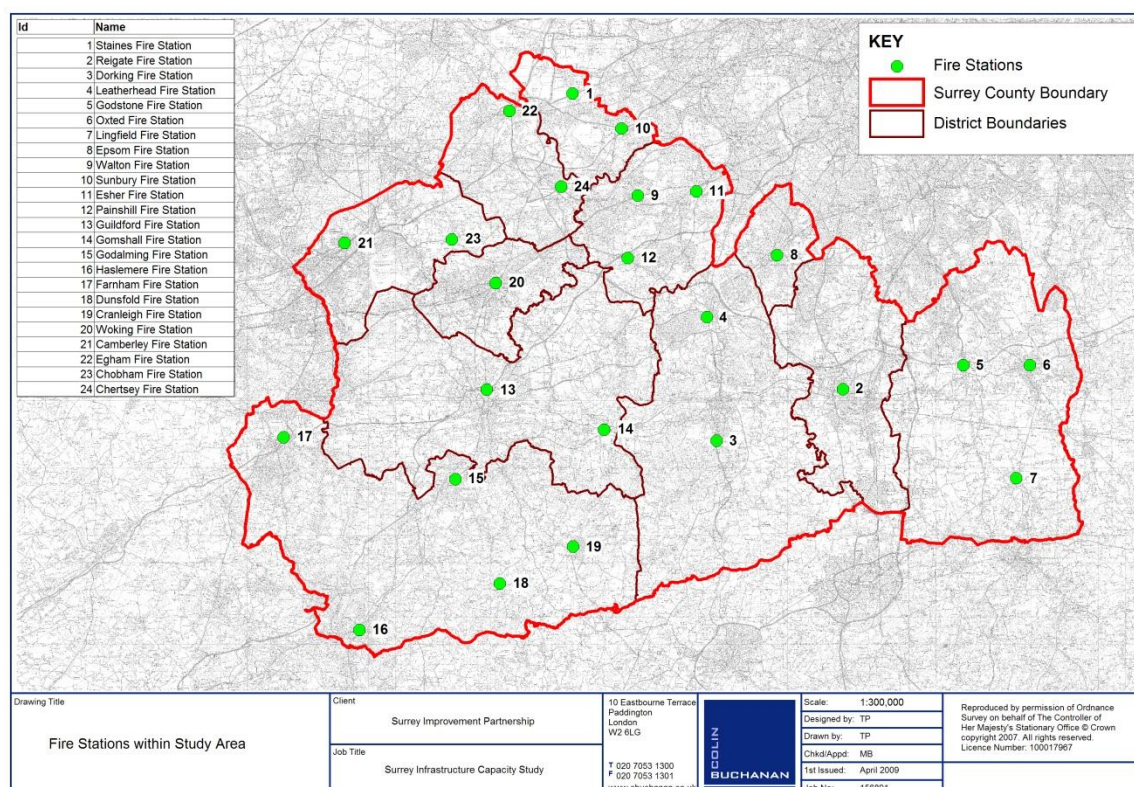 Id Name
1 Staines Fire Station
2 Reigate Fire Station
3 Dorking Fire Station
4 Leatherhead Fire Station
5 Godstone Fire Station
6 Oxted Fire Station
7 Lingfield Fire Station
8 Epsom Fire Station
9 Walton Fire Station
10 Sunbury Fire Station
11 Esher Fire Station
12 Painshill Fire Station
13 Guildford Fire Station
14 Gomshall Fire Station
15 Godalming Fire Station
16 Haslemere Fire Station
17 Farnham Fire Station
18 Dunsfold Fire Station
19 Cranleigh Fire Station
20 Woking Fire Station
21 Camberley Fire Station
22 Egham Fire Station
23 Chobham Fire Station
24 Chertsey Fire Station
KEY
Fire Stations
Surrey County Boundary
District Boundaries
1
22
10
24
9
11
23
21
12
8
20
4
5
6
13
2
14
17
3
15
7
19
18
16
Drawing Title
Fire Stations within Study Area
Client
Surrey Improvement Partnership
Job Title
Surrey Infrastructure Capacity Study
10 Eastbourne Terrace
Paddington
London
W2 6LG
T 020 7053 1300
F 020 7053 1301
COLIN
BUCHANAN
Scale: 1:300,000
Designed by: TP
Drawn by: TP
Chkd/Appd: MB
1st Issued: April 2009
Reproduced by permission of Ordnance
Survey on behalf of The Controller of
Her Majesty's Stationary Office © Crown
copyright 2007. All rights reserved.
Licence Number: 100017967